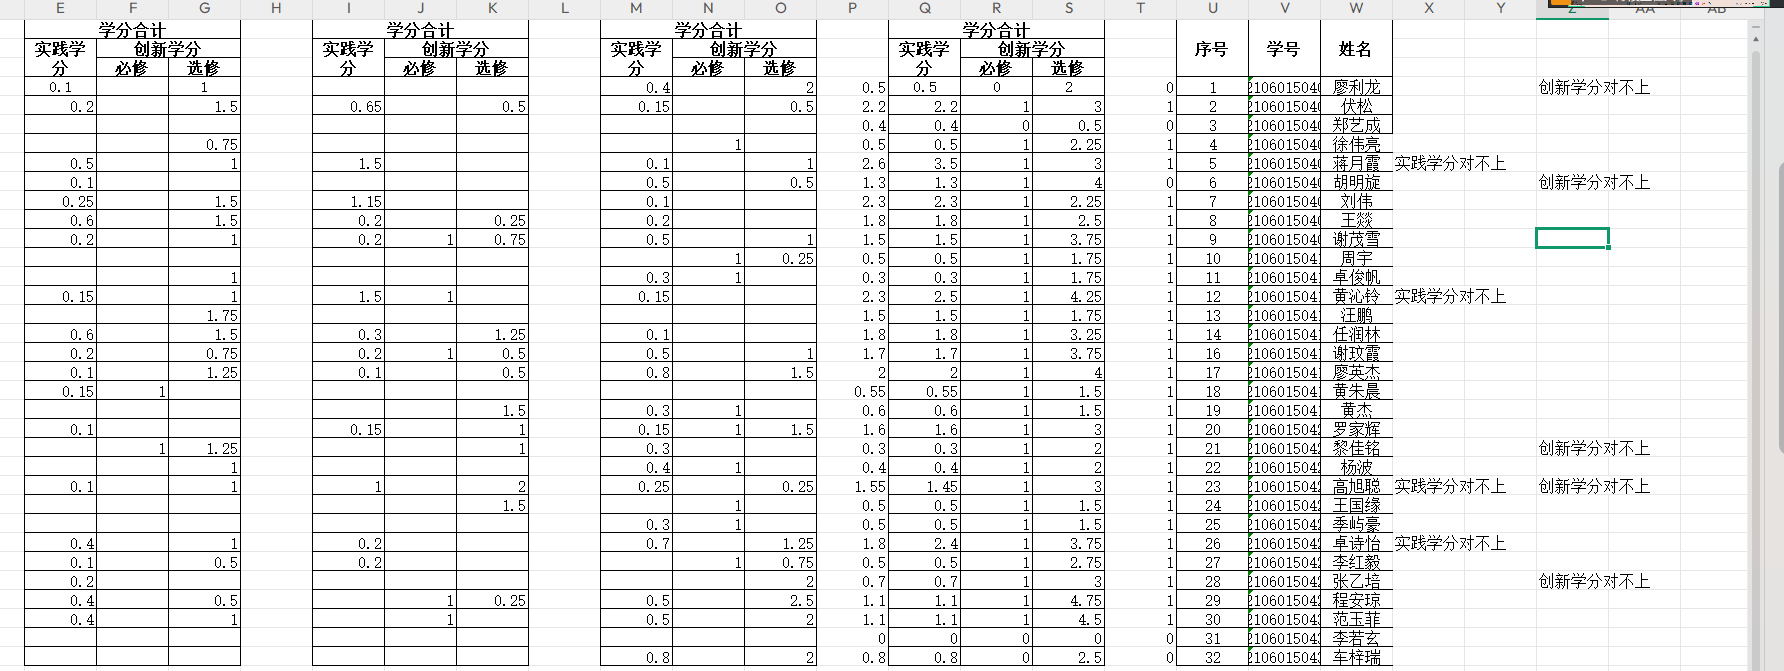 E F G H I J K L M N O P Q R S T U V W X Y Z AA AB
学分合计 学分合计 学分合计 学分合计
实践学分 创新学分 实践学分 创新学分 实践学分 创新学分 实践学分 创新学分 序号 学号 姓名
必修 选修 必修 选修 必修 选修 必修 选修
0.1 1 0.4 2 0.5 0.5 0 2 0 1 廖利龙 创新学分对不上
0.2 1.5 0.65 0.5 0.15 0.5 2.2 2.2 1 3 1 2 伏松
0.4 0.4 0 0.5 0 3 郑艺成
0.75 1 0.5 0.5 1 2.25 1 4 徐伟亮
0.5 1 1.5 0.1 1 2.6 3.5 1 3 1 5 蒋月霞 实践学分对不上
0.1 0.5 0.5 1.3 1.3 1 4 0 6 胡明旋 创新学分对不上
0.25 1.5 1.15 0.1 2.3 2.3 1 2.25 1 7 刘伟
0.6 1.5 0.2 0.25 0.2 1.8 1.8 1 2.5 1 8 王燚
0.2 1 0.2 1 0.75 0.5 1 1.5 1.5 1 3.75 1 9 谢茂雪
1 0.25 0.5 0.5 1 1.75 1 10 周宇
1 0.3 1 0.3 0.3 1 1.75 1 11 卓俊帆
0.15 1 1.5 1 0.15 2.3 2.5 1 4.25 1 12 黄沁铃 实践学分对不上
1.75 1.5 1.5 1 1.75 1 13 汪鹏
0.6 1.5 0.3 1.25 0.1 1.8 1.8 1 3.25 1 14 任润林
0.2 0.75 0.2 1 0.5 0.5 1 1.7 1.7 1 3.75 1 16 谢玟霞
0.1 1.25 0.1 0.5 0.8 1.5 2 2 1 4 1 17 廖英杰
0.15 1 0.55 0.55 1 1.5 1 18 黄朱晨
1.5 0.3 1 0.6 0.6 1 1.5 1 19 黄杰
0.1 0.15 1 0.15 1 1.5 1.6 1.6 1 3 1 20 罗家辉
1 1.25 1 0.3 0.3 0.3 1 2 1 21 黎佳铭 创新学分对不上
1 0.4 1 0.4 0.4 1 2 1 22 杨波
0.1 1 1 2 0.25 0.25 1.55 1.45 1 3 1 23 高旭聪 实践学分对不上 创新学分对不上
1.5 1 0.5 0.5 1 1.5 1 24 王国缘
0.3 1 0.5 0.5 1 1.5 1 25 季屿豪
0.4 1 0.2 0.7 1.25 1.8 2.4 1 3.75 1 26 卓诗怡 实践学分对不上
0.1 0.5 0.2 1 0.75 0.5 0.5 1 2.75 1 27 李红毅
0.2 2 0.7 0.7 1 3 1 28 张乙培 创新学分对不上
0.4 0.5 1 0.25 0.5 2.5 1.1 1.1 1 4.75 1 29 程安琼
0.4 1 1 0.5 2 1.1 1.1 1 4.5 1 30 范玉菲
0 0 0 0 0 31 李若玄
0.8 2 0.8 0.8 0 2.5 0 32 车梓瑞